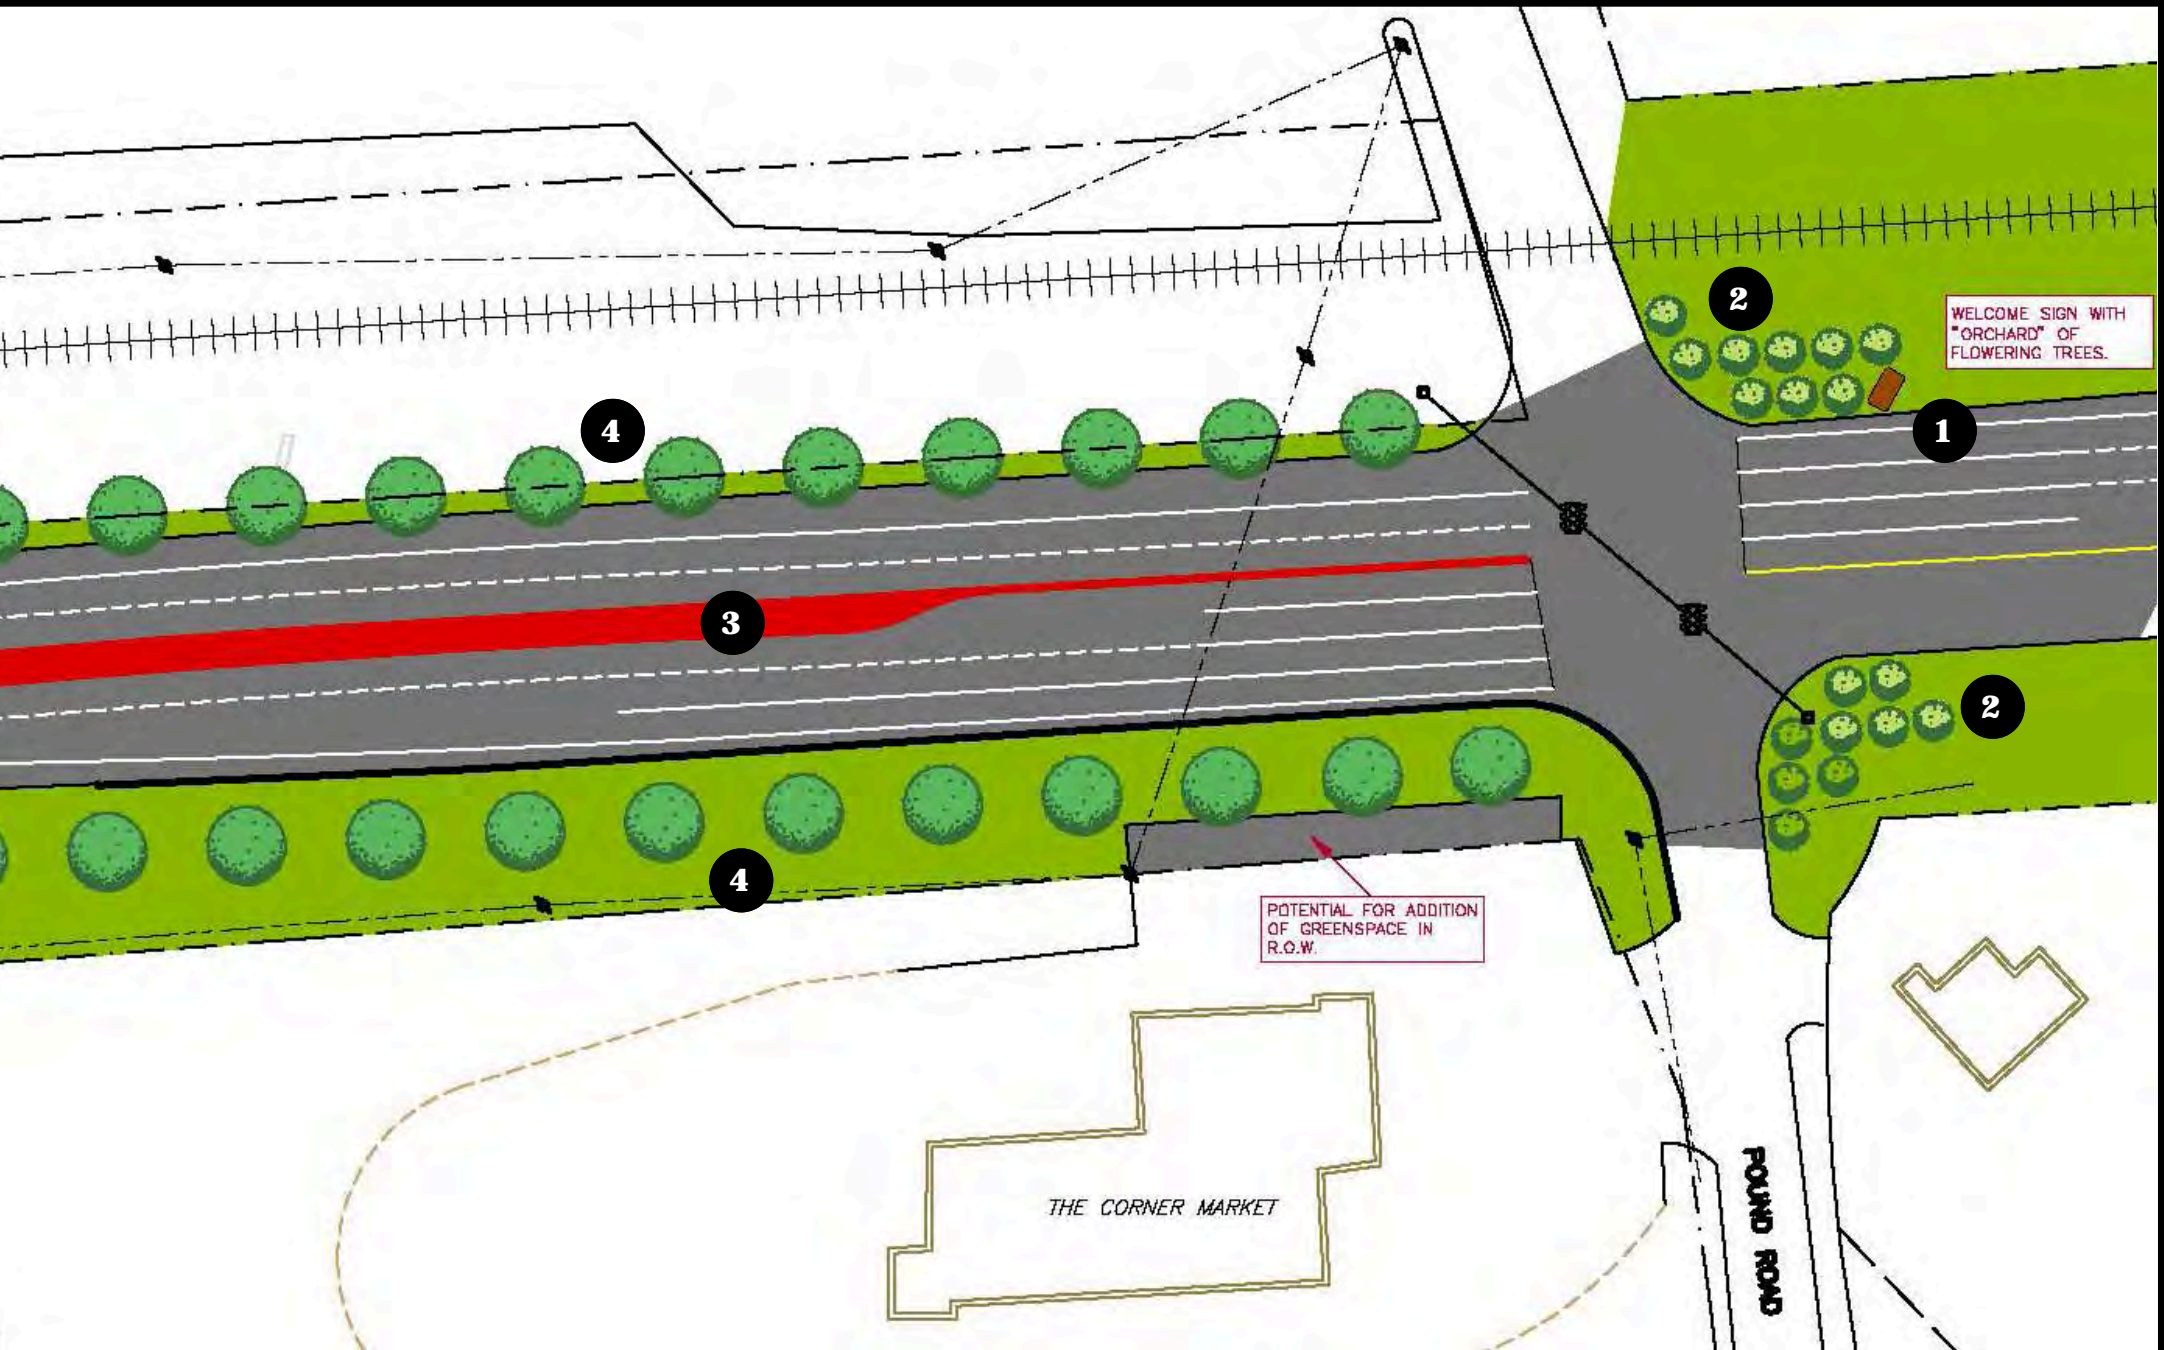 2
WELCOME SIGN WITH
"ORCHARD" OF
FLOWERING TREES.
1
4
3
2
4
POTENTIAL FOR ADDITION
OF GREENSPACE IN
R.O.W.
THE CORNER MARKET
POUND ROAD